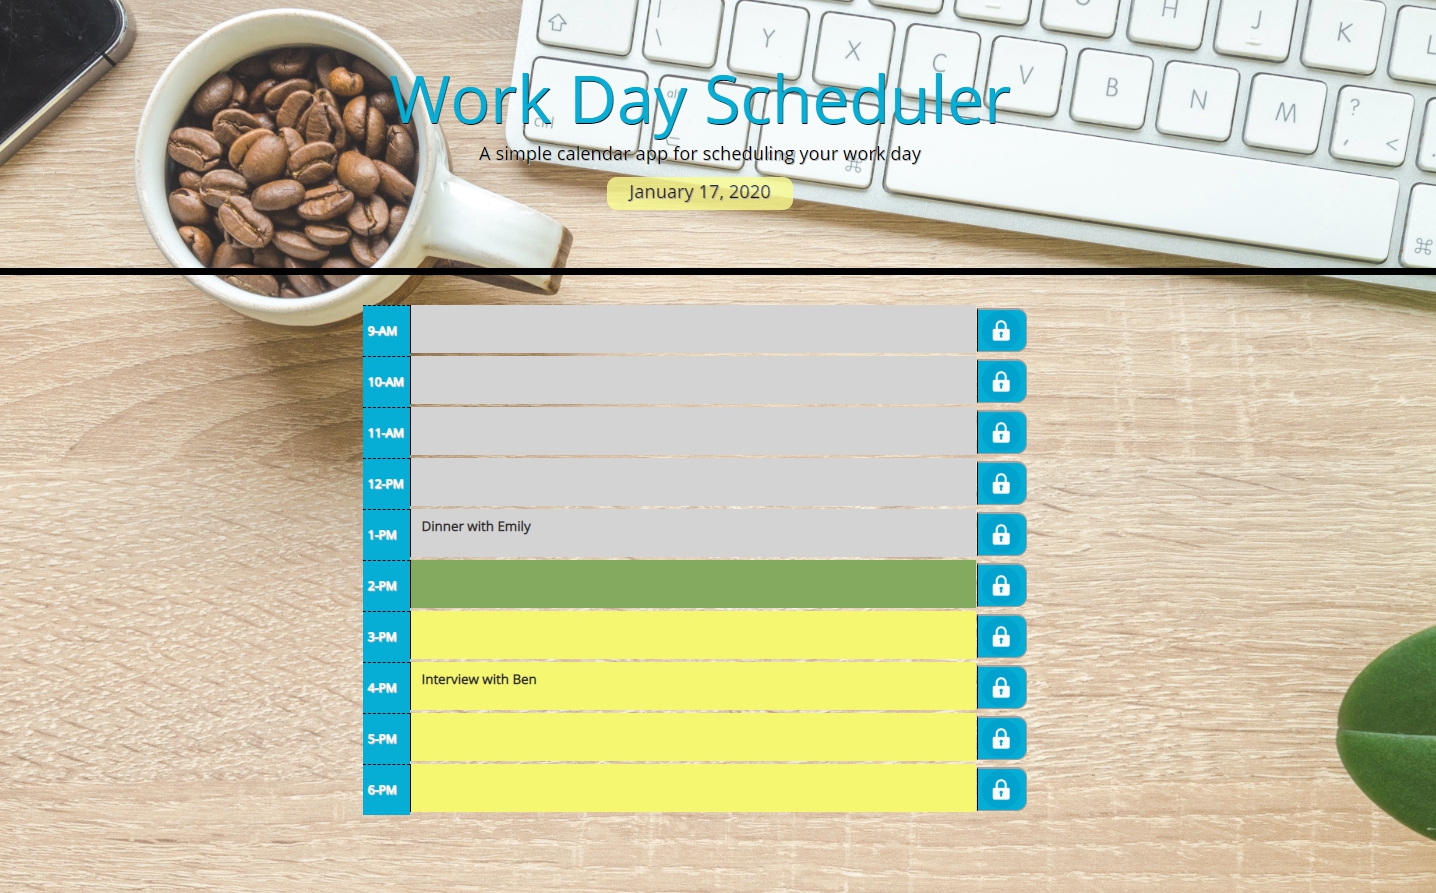 Y X C V B N M H J K L
? , <
ctrl
alt
Work Day Scheduler
A simple calendar app for scheduling your work day
January 17, 2020
9-AM
10-AM
11-AM
12-PM
1-PM Dinner with Emily
2-PM
3-PM
4-PM Interview with Ben
5-PM
6-PM